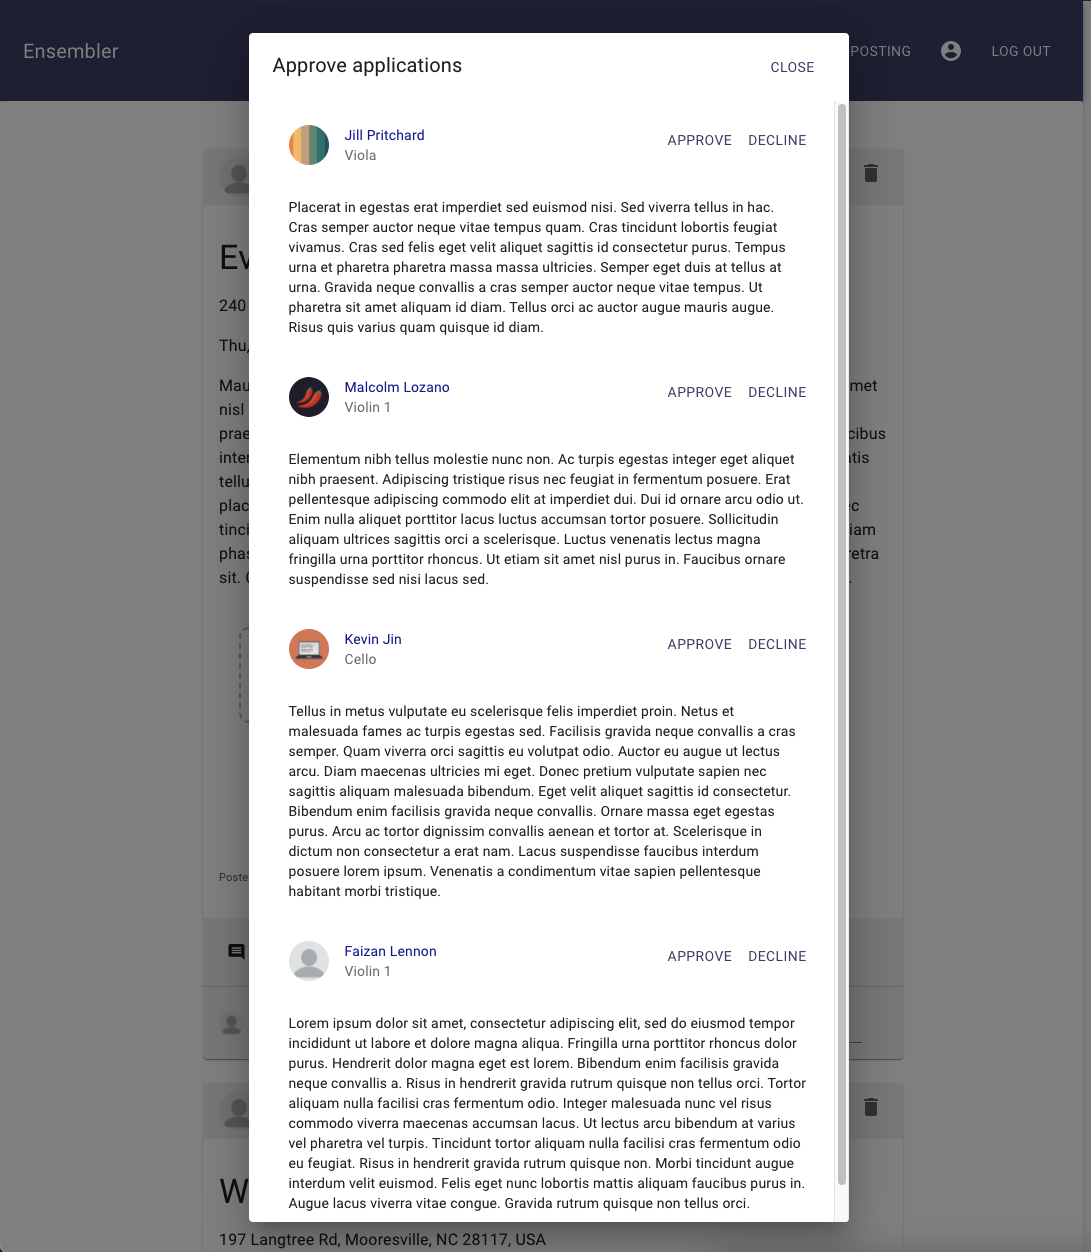 Ensembler
POSTING
LOG OUT
Approve applications
CLOSE
Jill Pritchard
Viola
APPROVE
DECLINE
Placerat in egestas erat imperdiet sed euismod nisi. Sed viverra tellus in hac.
Cras semper auctor neque vitae tempus quam. Cras tincidunt lobortis feugiat
vivamus. Cras sed felis eget velit aliquet sagittis id consectetur purus. Tempus
urna et pharetra pharetra massa massa ultricies. Semper eget duis at tellus at
urna. Gravida neque convallis a cras semper auctor neque vitae tempus. Ut
pharetra sit amet aliquam id diam. Tellus orci ac auctor augue mauris augue.
Risus quis varius quam quisque id diam.
Malcolm Lozano
Violin 1
APPROVE
DECLINE
Elementum nibh tellus molestie nunc non. Ac turpis egestas integer eget aliquet
nibh praesent. Adipiscing tristique risus nec feugiat in fermentum posuere. Erat
pellentesque adipiscing commodo elit at imperdiet dui. Dui id ornare arcu odio ut.
Enim nulla aliquet porttitor lacus luctus accumsan tortor posuere. Sollicitudin
aliquam ultrices sagittis orci a scelerisque. Luctus venenatis lectus magna
fringilla urna porttitor rhoncus. Ut etiam sit amet nisl purus in. Faucibus ornare
suspendisse sed nisi lacus sed.
Kevin Jin
Cello
APPROVE
DECLINE
Tellus in metus vulputate eu scelerisque felis imperdiet proin. Netus et
malesuada fames ac turpis egestas sed. Facilisis gravida neque convallis a cras
semper. Quam viverra orci sagittis eu volutpat odio. Auctor eu augue ut lectus
arcu. Diam maecenas ultricies mi eget. Donec pretium vulputate sapien nec
sagittis aliquam malesuada bibendum. Eget velit aliquet sagittis id consectetur.
Bibendum enim facilisis gravida neque convallis. Ornare massa eget egestas
purus. Arcu ac tortor dignissim convallis aenean et tortor at. Scelerisque in
dictum non consectetur a erat nam. Lacus suspendisse faucibus interdum
posuere lorem ipsum. Venenatis a condimentum vitae sapien pellentesque
habitant morbi tristique.
Faizan Lennon
Violin 1
APPROVE
DECLINE
Lorem ipsum dolor sit amet, consectetur adipiscing elit, sed do eiusmod tempor
incididunt ut labore et dolore magna aliqua. Fringilla urna porttitor rhoncus dolor
purus. Hendrerit dolor magna eget est lorem. Bibendum enim facilisis gravida
neque convallis a. Risus in hendrerit gravida rutrum quisque non tellus orci. Tortor
aliquam nulla facilisi cras fermentum odio. Integer malesuada nunc vel risus
commodo viverra maecenas accumsan lacus. Ut lectus arcu bibendum at varius
vel pharetra vel turpis. Tincidunt tortor aliquam nulla facilisi cras fermentum odio
eu feugiat. Risus in hendrerit gravida rutrum quisque non. Morbi tincidunt augue
interdum velit euismod. Felis eget nunc lobortis mattis aliquam faucibus purus in.
Augue lacus viverra vitae congue. Gravida rutrum quisque non tellus orci.
240
Thu,
nisl
sit.
197 Langtree Rd, Mooresville, NC 28117, USA